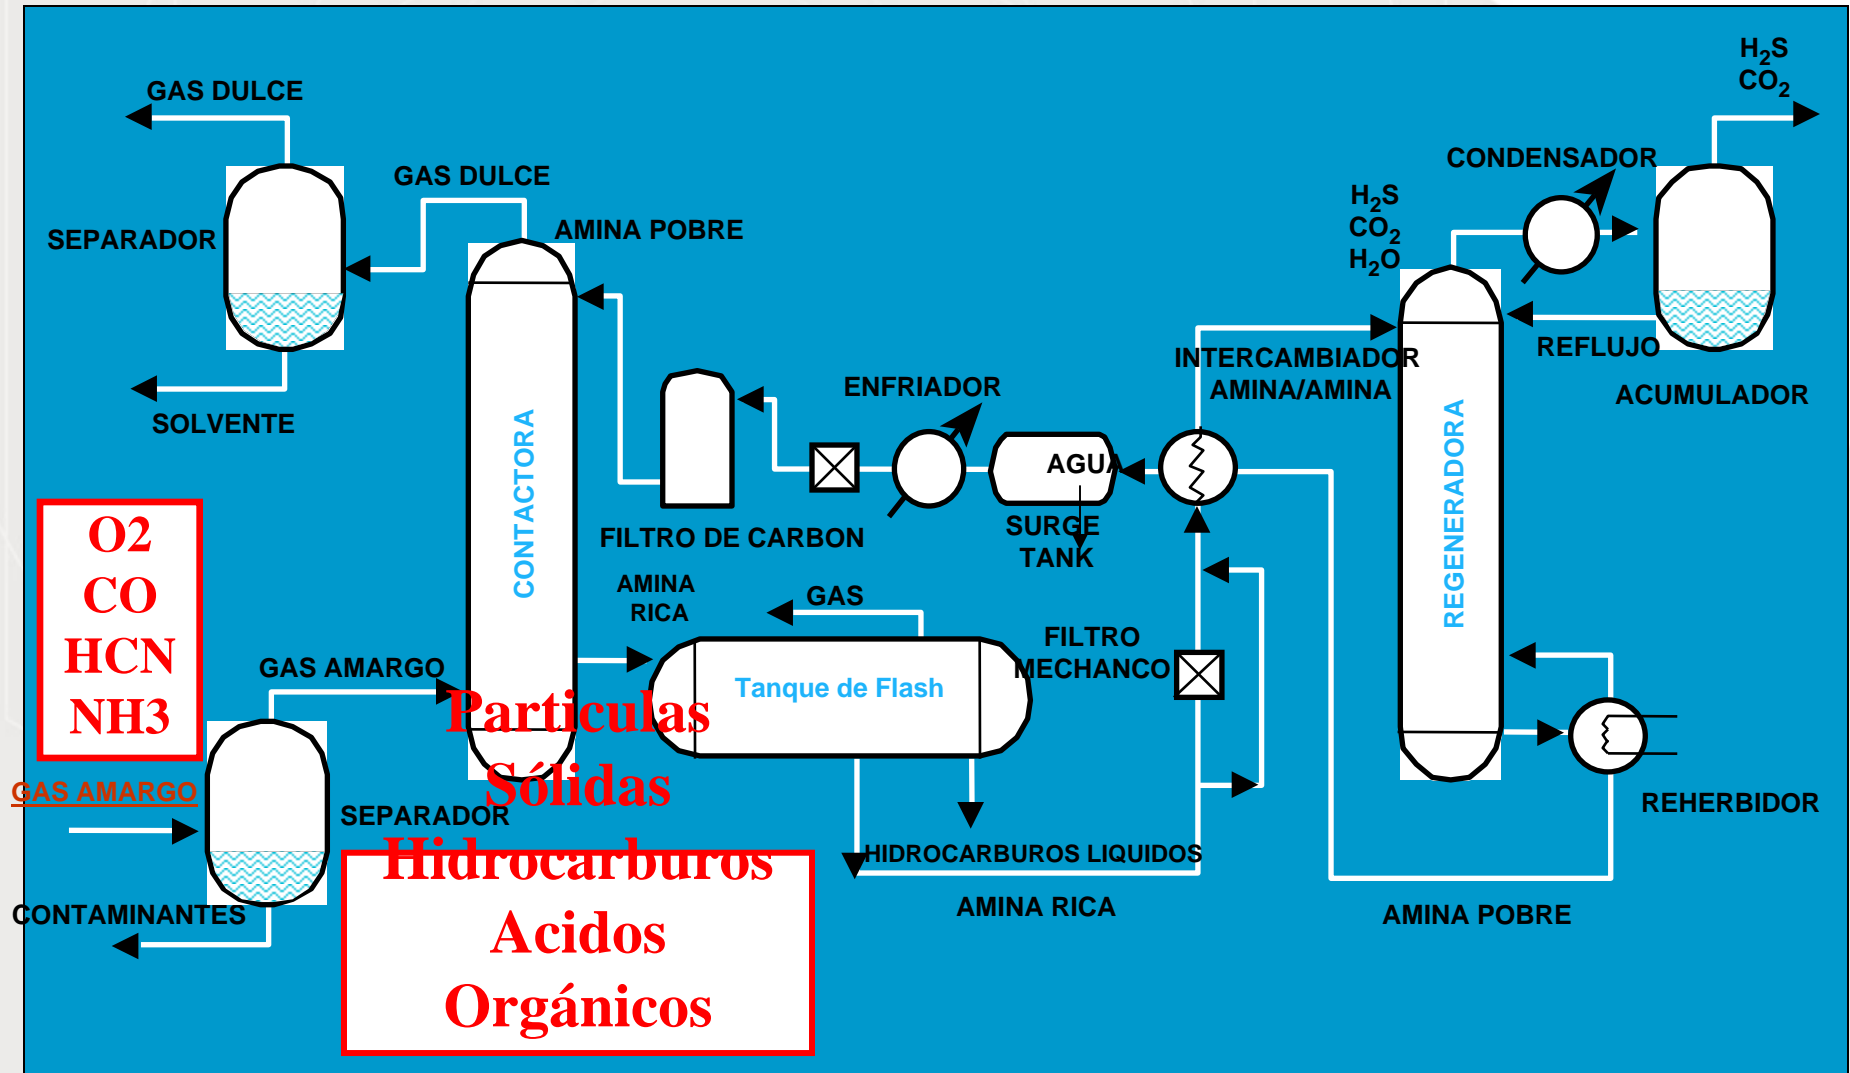 H2S
CO2
GAS DULCE
CONDENSADOR
GAS DULCE
H2S
CO2
H2O
SEPARADOR
AMINA POBRE
REFLUJO
INTERCAMBIADOR
AMINA/AMINA
ENFRIADOR
ACUMULADOR
SOLVENTE
CONTACTORA
REGENERADORA
AGUA
O2
CO
HCN
NH3
FILTRO DE CARBON
SURGE
TANK
AMINA
RICA
GAS
FILTRO
MECHANCO
GAS AMARGO
Tanque de Flash
Particulas
Sólidas
Hidrocarburos
Acidos
Orgánicos
GAS AMARGO
SEPARADOR
REHERBIDOR
HIDROCARBUROS LIQUIDOS
CONTAMINANTES
AMINA RICA
AMINA POBRE